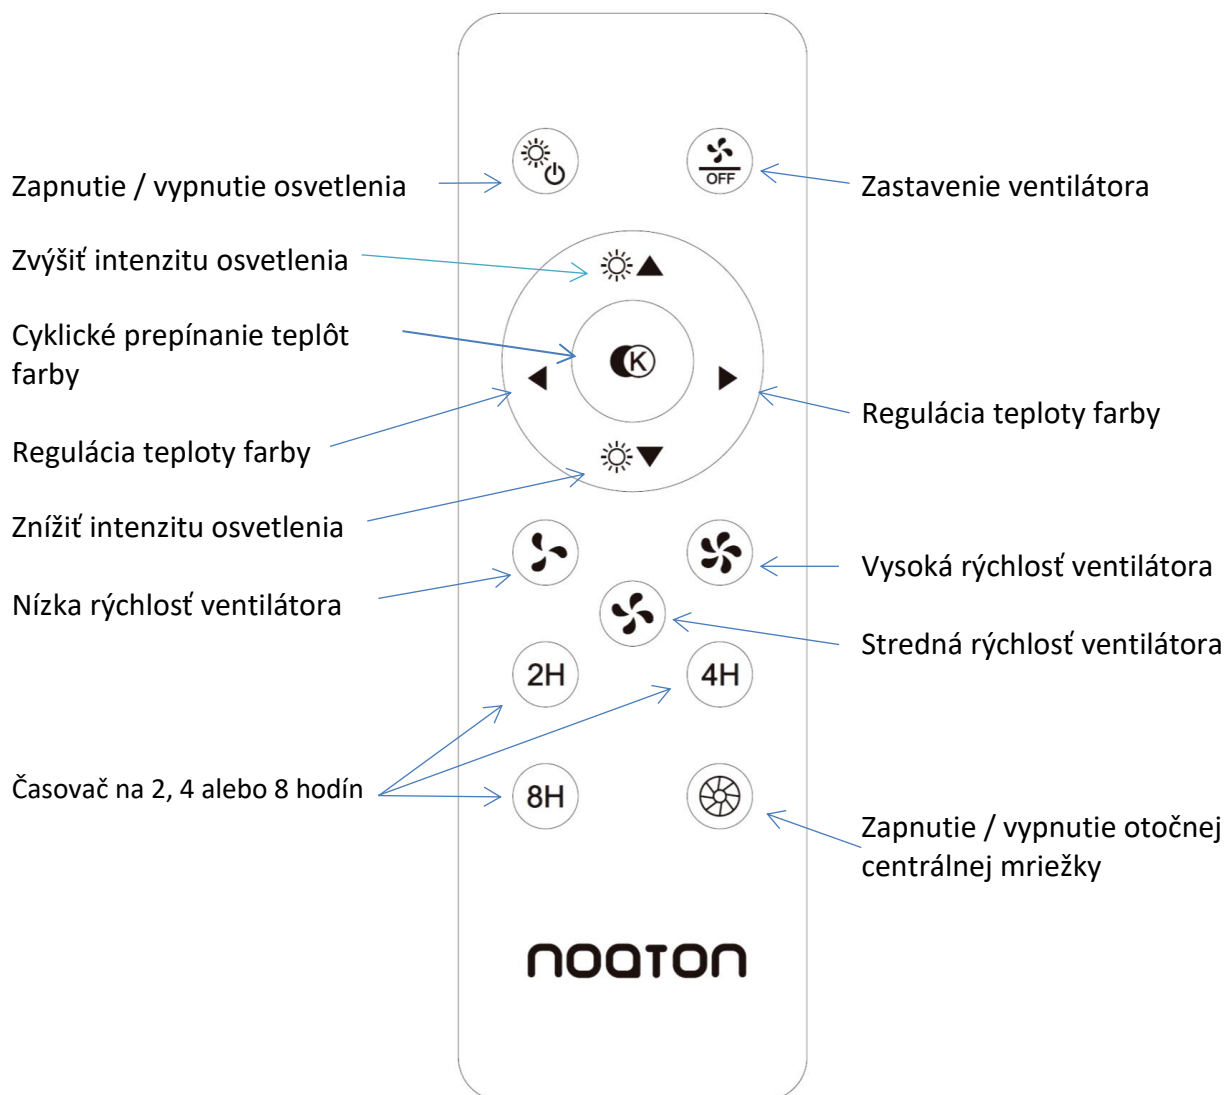 OFF
Zapnutie / vypnutie osvetlenia
Zastavenie ventilátora
Zvýšiť intenzitu osvetlenia
Cyklické prepínanie teplôt
farby
K
Regulácia teploty farby
Regulácia teploty farby
Znížiť intenzitu osvetlenia
Vysoká rýchlosť ventilátora
Nízka rýchlosť ventilátora
Stredná rýchlosť ventilátora
2H
4H
Časovač na 2, 4 alebo 8 hodín
8H
Zapnutie / vypnutie otočnej
centrálnej mriežky
noaton